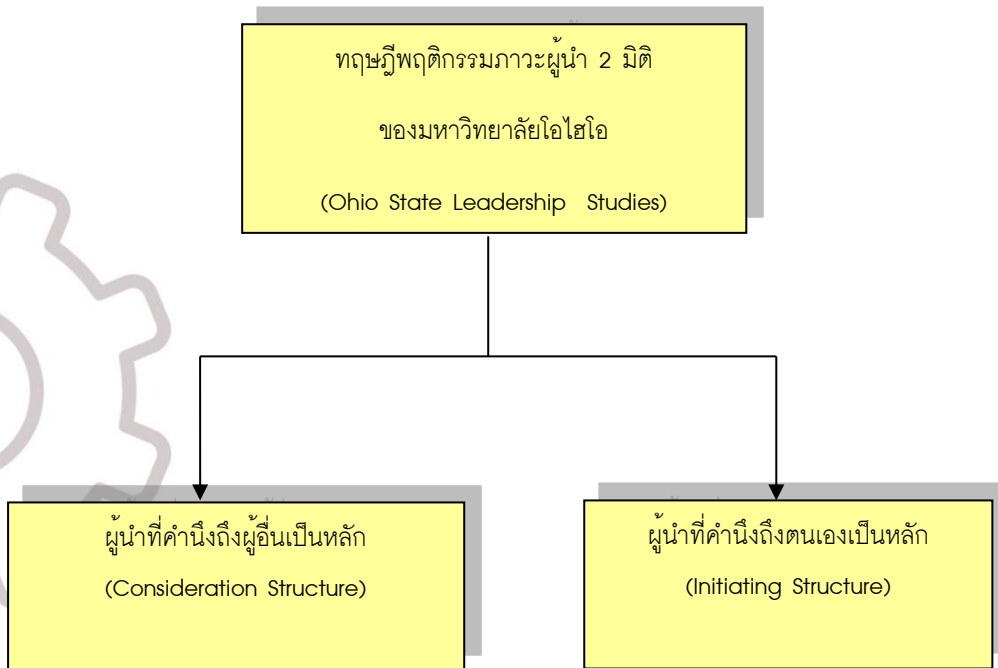 ทฤษฎีพฤติกรรมภาวะผู้นำ 2 มิติ
ของมหาวิทยาลัยโอไฮโอ
(Ohio State Leadership Studies)
ผู้นำที่คำนึงถึงผู้อื่นเป็นหลัก
(Consideration Structure)
ผู้นำที่คำนึงถึงตนเองเป็นหลัก
(Initiating Structure)